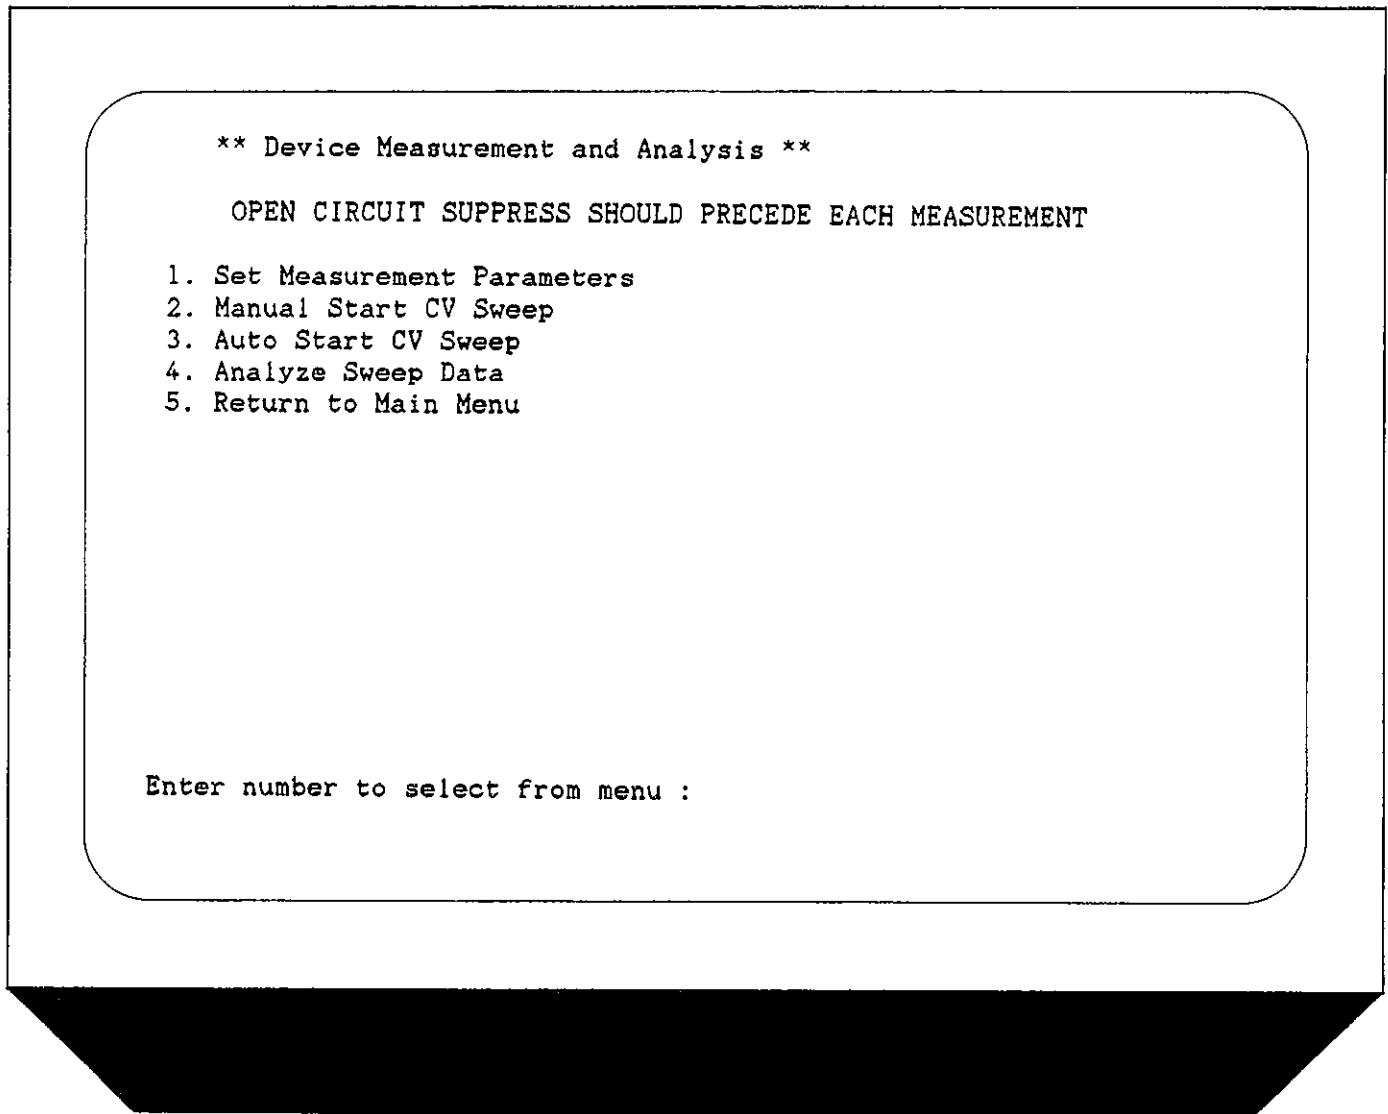 ** Device Measurement and Analysis **
OPEN CIRCUIT SUPPRESS SHOULD PRECEDE EACH MEASUREMENT
1. Set Measurement Parameters
2. Manual Start CV Sweep
3. Auto Start CV Sweep
4. Analyze Sweep Data
5. Return to Main Menu
Enter number to select from menu :